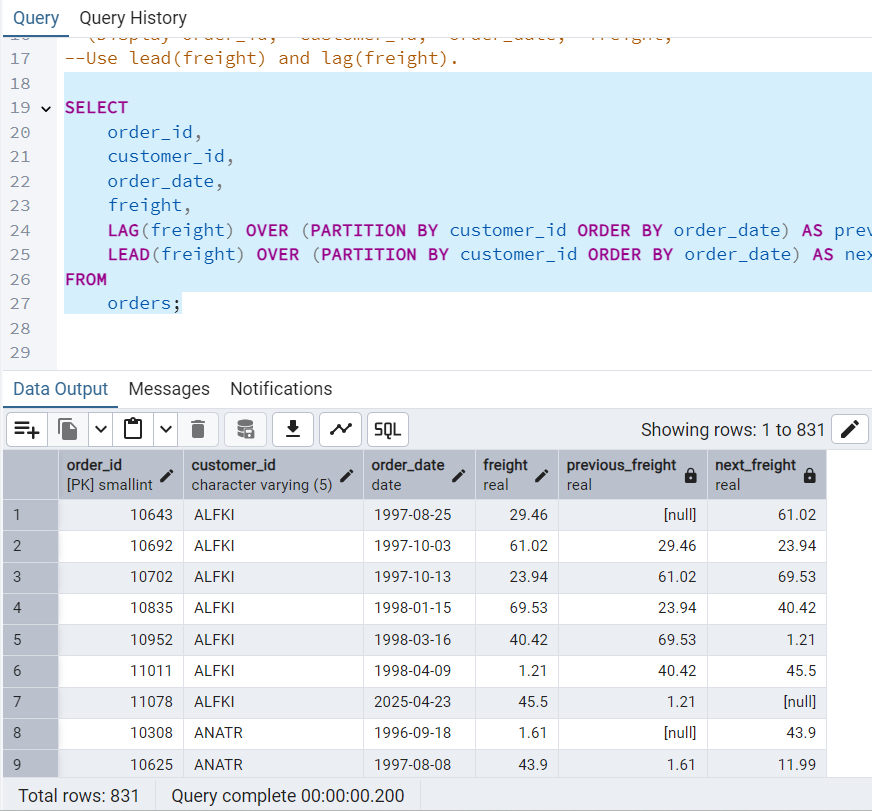 Query Query History
17 --Use lead(freight) and lag(freight).
18
19 SELECT
20 order_id,
21 customer_id,
22 order_date,
23 freight,
24 LAG(freight) OVER (PARTITION BY customer_id ORDER BY order_date) AS prev
25 LEAD(freight) OVER (PARTITION BY customer_id ORDER BY order_date) AS nex
26 FROM
27 orders;
28
29
Data Output Messages Notifications
SQL Showing rows: 1 to 831
order_id customer_id order_date freight previous_freight next_freight
[PK] smallint character varying (5) date real real real
1 10643 ALFKI 1997-08-25 29.46 [null] 61.02
2 10692 ALFKI 1997-10-03 61.02 29.46 23.94
3 10702 ALFKI 1997-10-13 23.94 61.02 69.53
4 10835 ALFKI 1998-01-15 69.53 23.94 40.42
5 10952 ALFKI 1998-03-16 40.42 69.53 1.21
6 11011 ALFKI 1998-04-09 1.21 40.42 45.5
7 11078 ALFKI 2025-04-23 45.5 1.21 [null]
8 10308 ANATR 1996-09-18 1.61 [null] 43.9
9 10625 ANATR 1997-08-08 43.9 1.61 11.99
Total rows: 831 Query complete 00:00:00.200